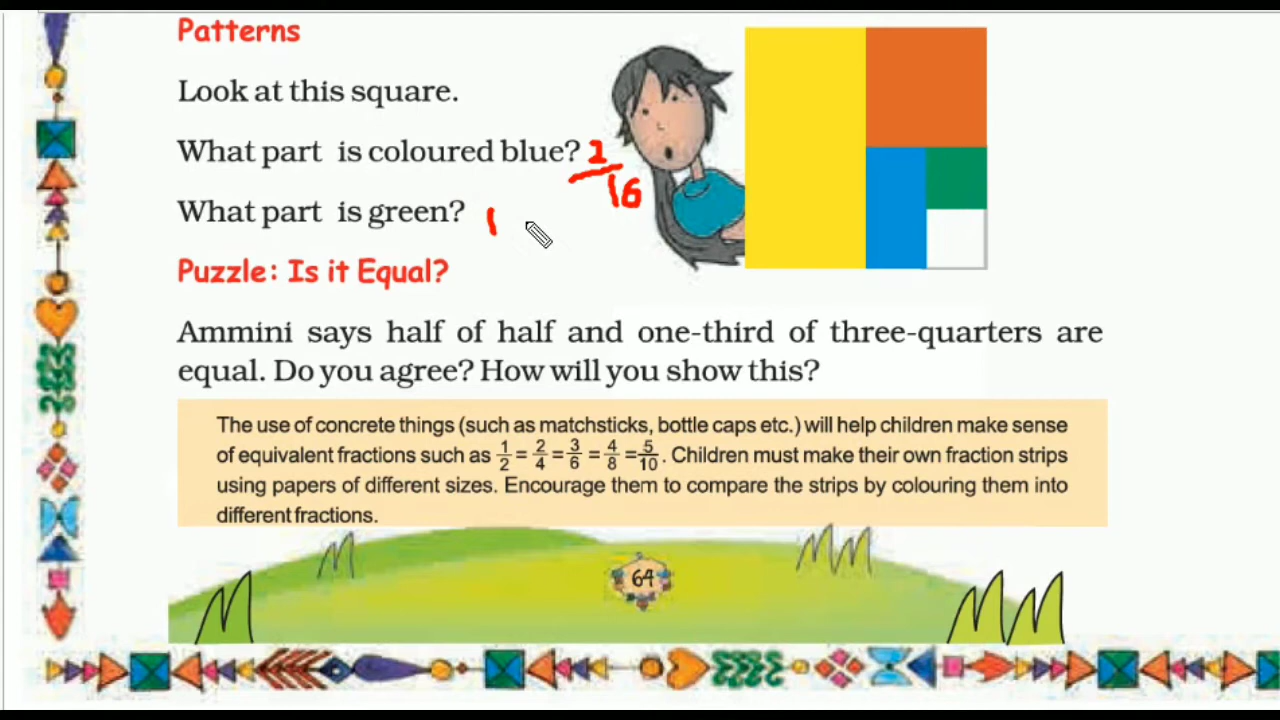 Patterns
Look at this square.
What part is coloured blue? 2/16
What part is green? 1
Puzzle: Is it Equal?
Ammini says half of half and one-third of three-quarters are
equal. Do you agree? How will you show this?
The use of concrete things (such as matchsticks, bottle caps etc.) will help children make sense
of equivalent fractions such as 1/2 = 2/4 = 3/6 = 4/8 = 5/10. Children must make their own fraction strips
using papers of different sizes. Encourage them to compare the strips by colouring them into
different fractions.
64